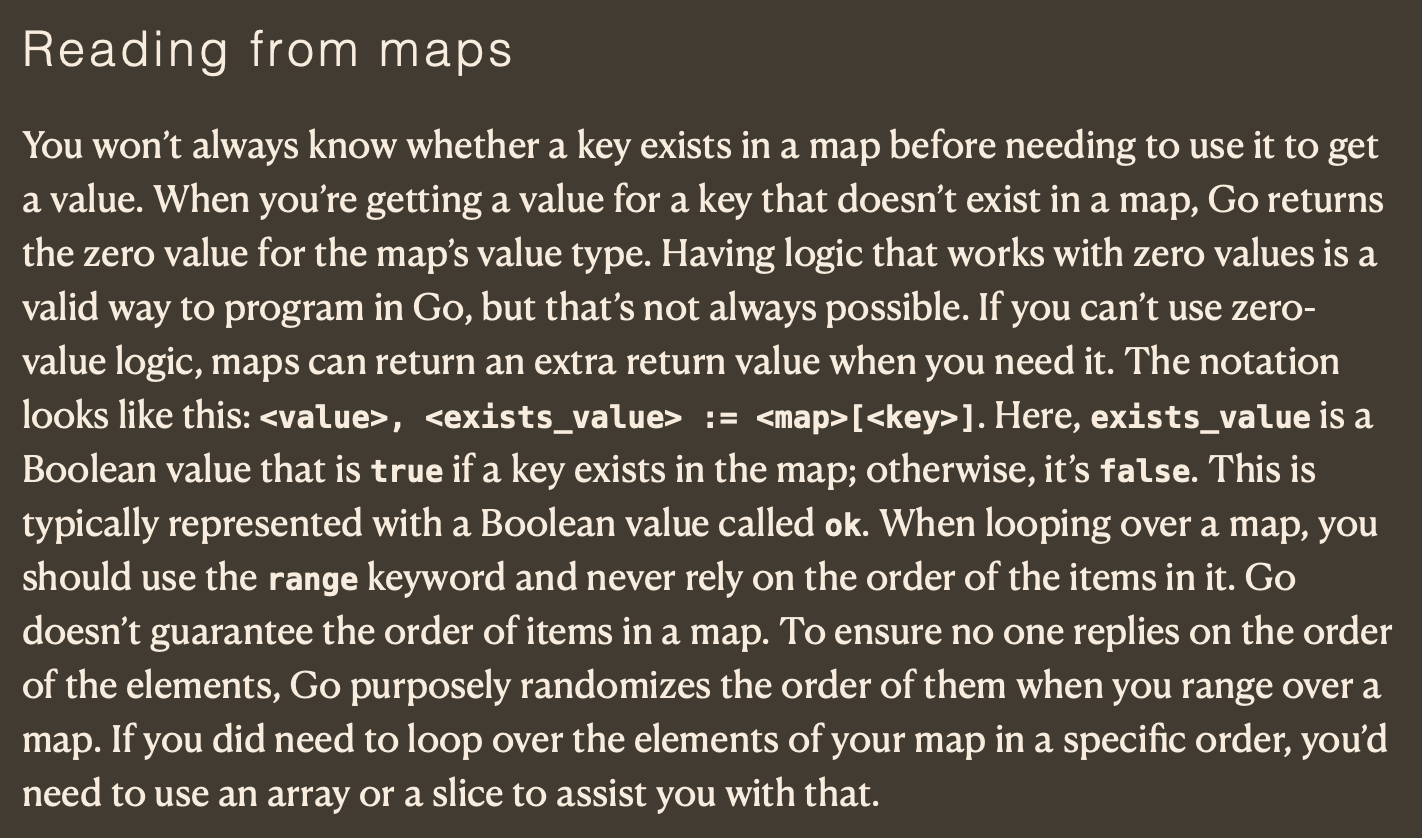 Reading from maps
You won’t always know whether a key exists in a map before needing to use it to get
a value. When you’re getting a value for a key that doesn’t exist in a map, Go returns
the zero value for the map’s value type. Having logic that works with zero values is a
valid way to program in Go, but that’s not always possible. If you can’t use zero-
value logic, maps can return an extra return value when you need it. The notation
looks like this: <value>, <exists_value> := <map>[<key>]. Here, exists_value is a
Boolean value that is true if a key exists in the map; otherwise, it’s false. This is
typically represented with a Boolean value called ok. When looping over a map, you
should use the range keyword and never rely on the order of the items in it. Go
doesn’t guarantee the order of items in a map. To ensure no one replies on the order
of the elements, Go purposely randomizes the order of them when you range over a
map. If you did need to loop over the elements of your map in a specific order, you’d
need to use an array or a slice to assist you with that.